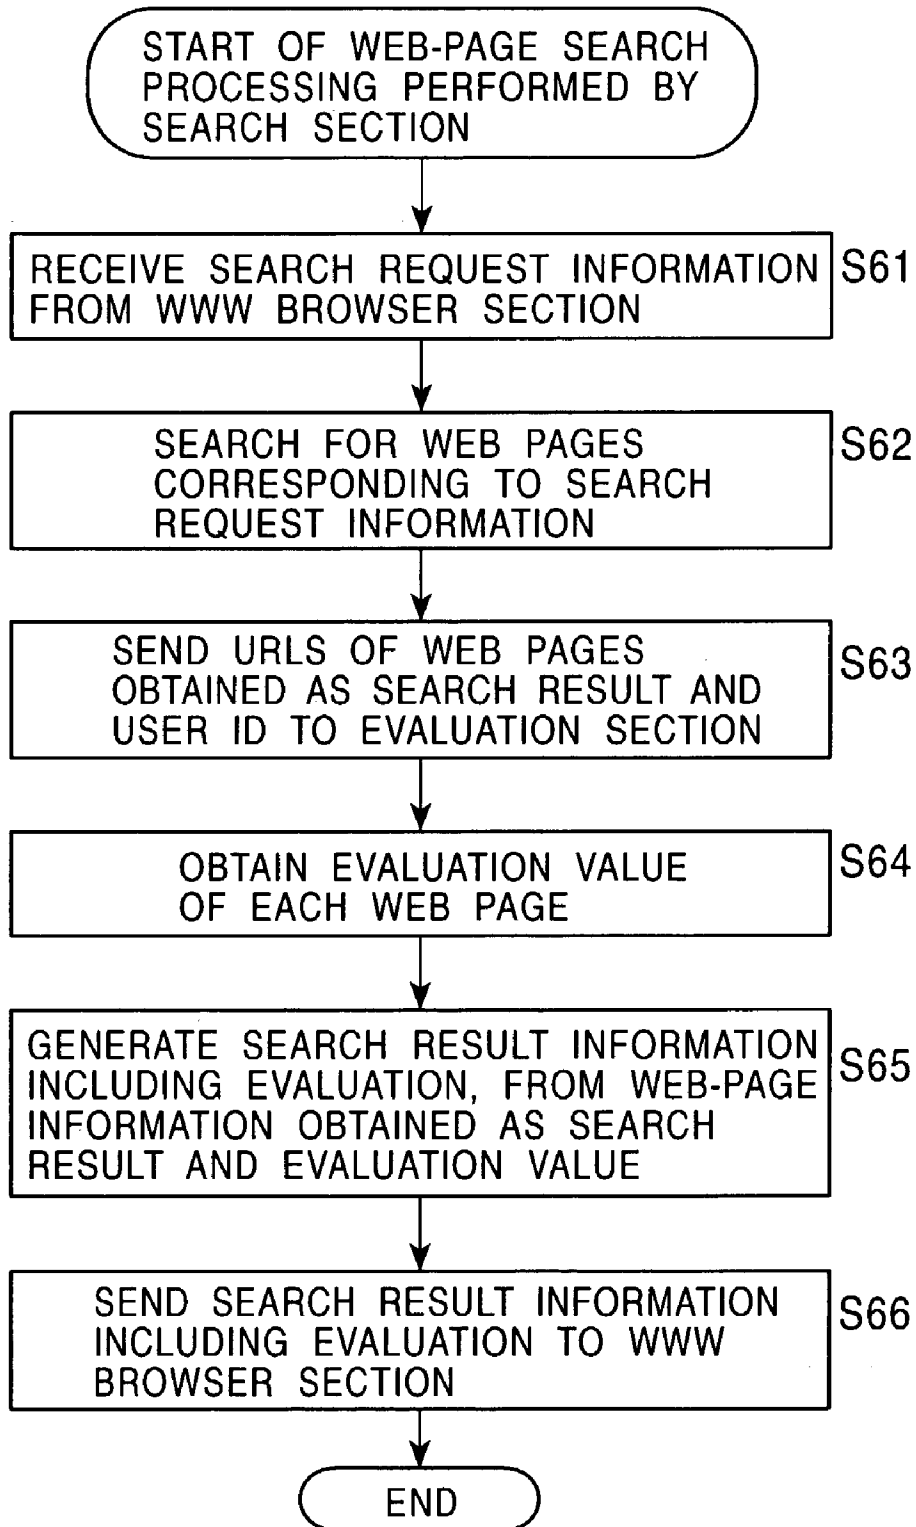 START OF WEB-PAGE SEARCH
PROCESSING PERFORMED BY
SEARCH SECTION
RECEIVE SEARCH REQUEST INFORMATION
FROM WWW BROWSER SECTION
S61
SEARCH FOR WEB PAGES
CORRESPONDING TO SEARCH
REQUEST INFORMATION
S62
SEND URLS OF WEB PAGES
OBTAINED AS SEARCH RESULT AND
USER ID TO EVALUATION SECTION
S63
OBTAIN EVALUATION VALUE
OF EACH WEB PAGE
S64
GENERATE SEARCH RESULT INFORMATION
INCLUDING EVALUATION, FROM WEB-PAGE
INFORMATION OBTAINED AS SEARCH
RESULT AND EVALUATION VALUE
S65
SEND SEARCH RESULT INFORMATION
INCLUDING EVALUATION TO WWW
BROWSER SECTION
S66
END